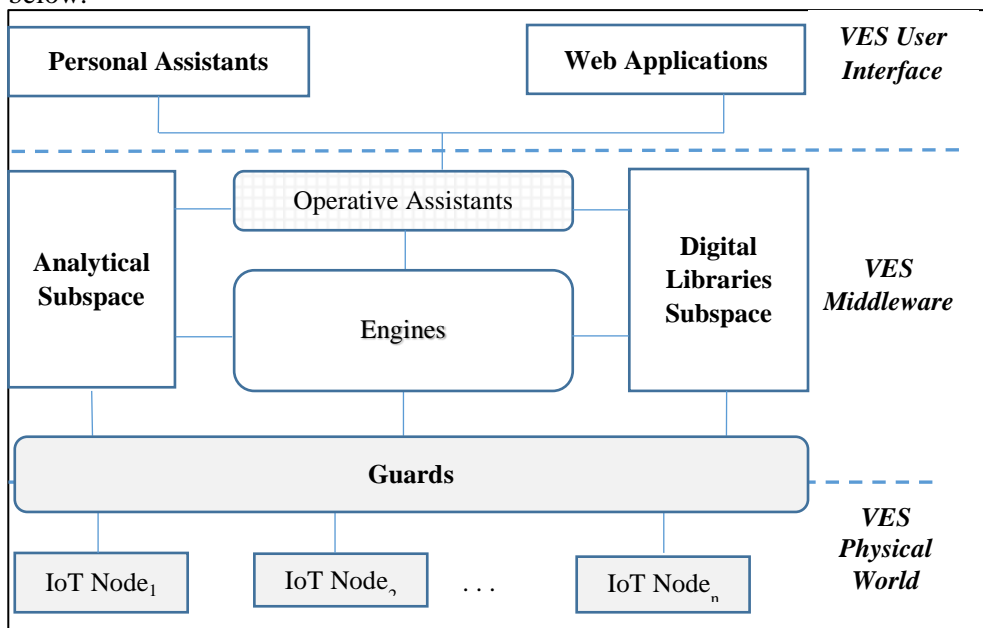 below.
Personal Assistants
Web Applications
VES User
Interface
Operative Assistants
Analytical
Subspace
Engines
Digital
Libraries
Subspace
VES
Middleware
Guards
VES
Physical
World
IoT Node1
IoT Node2
. . .
IoT Noden